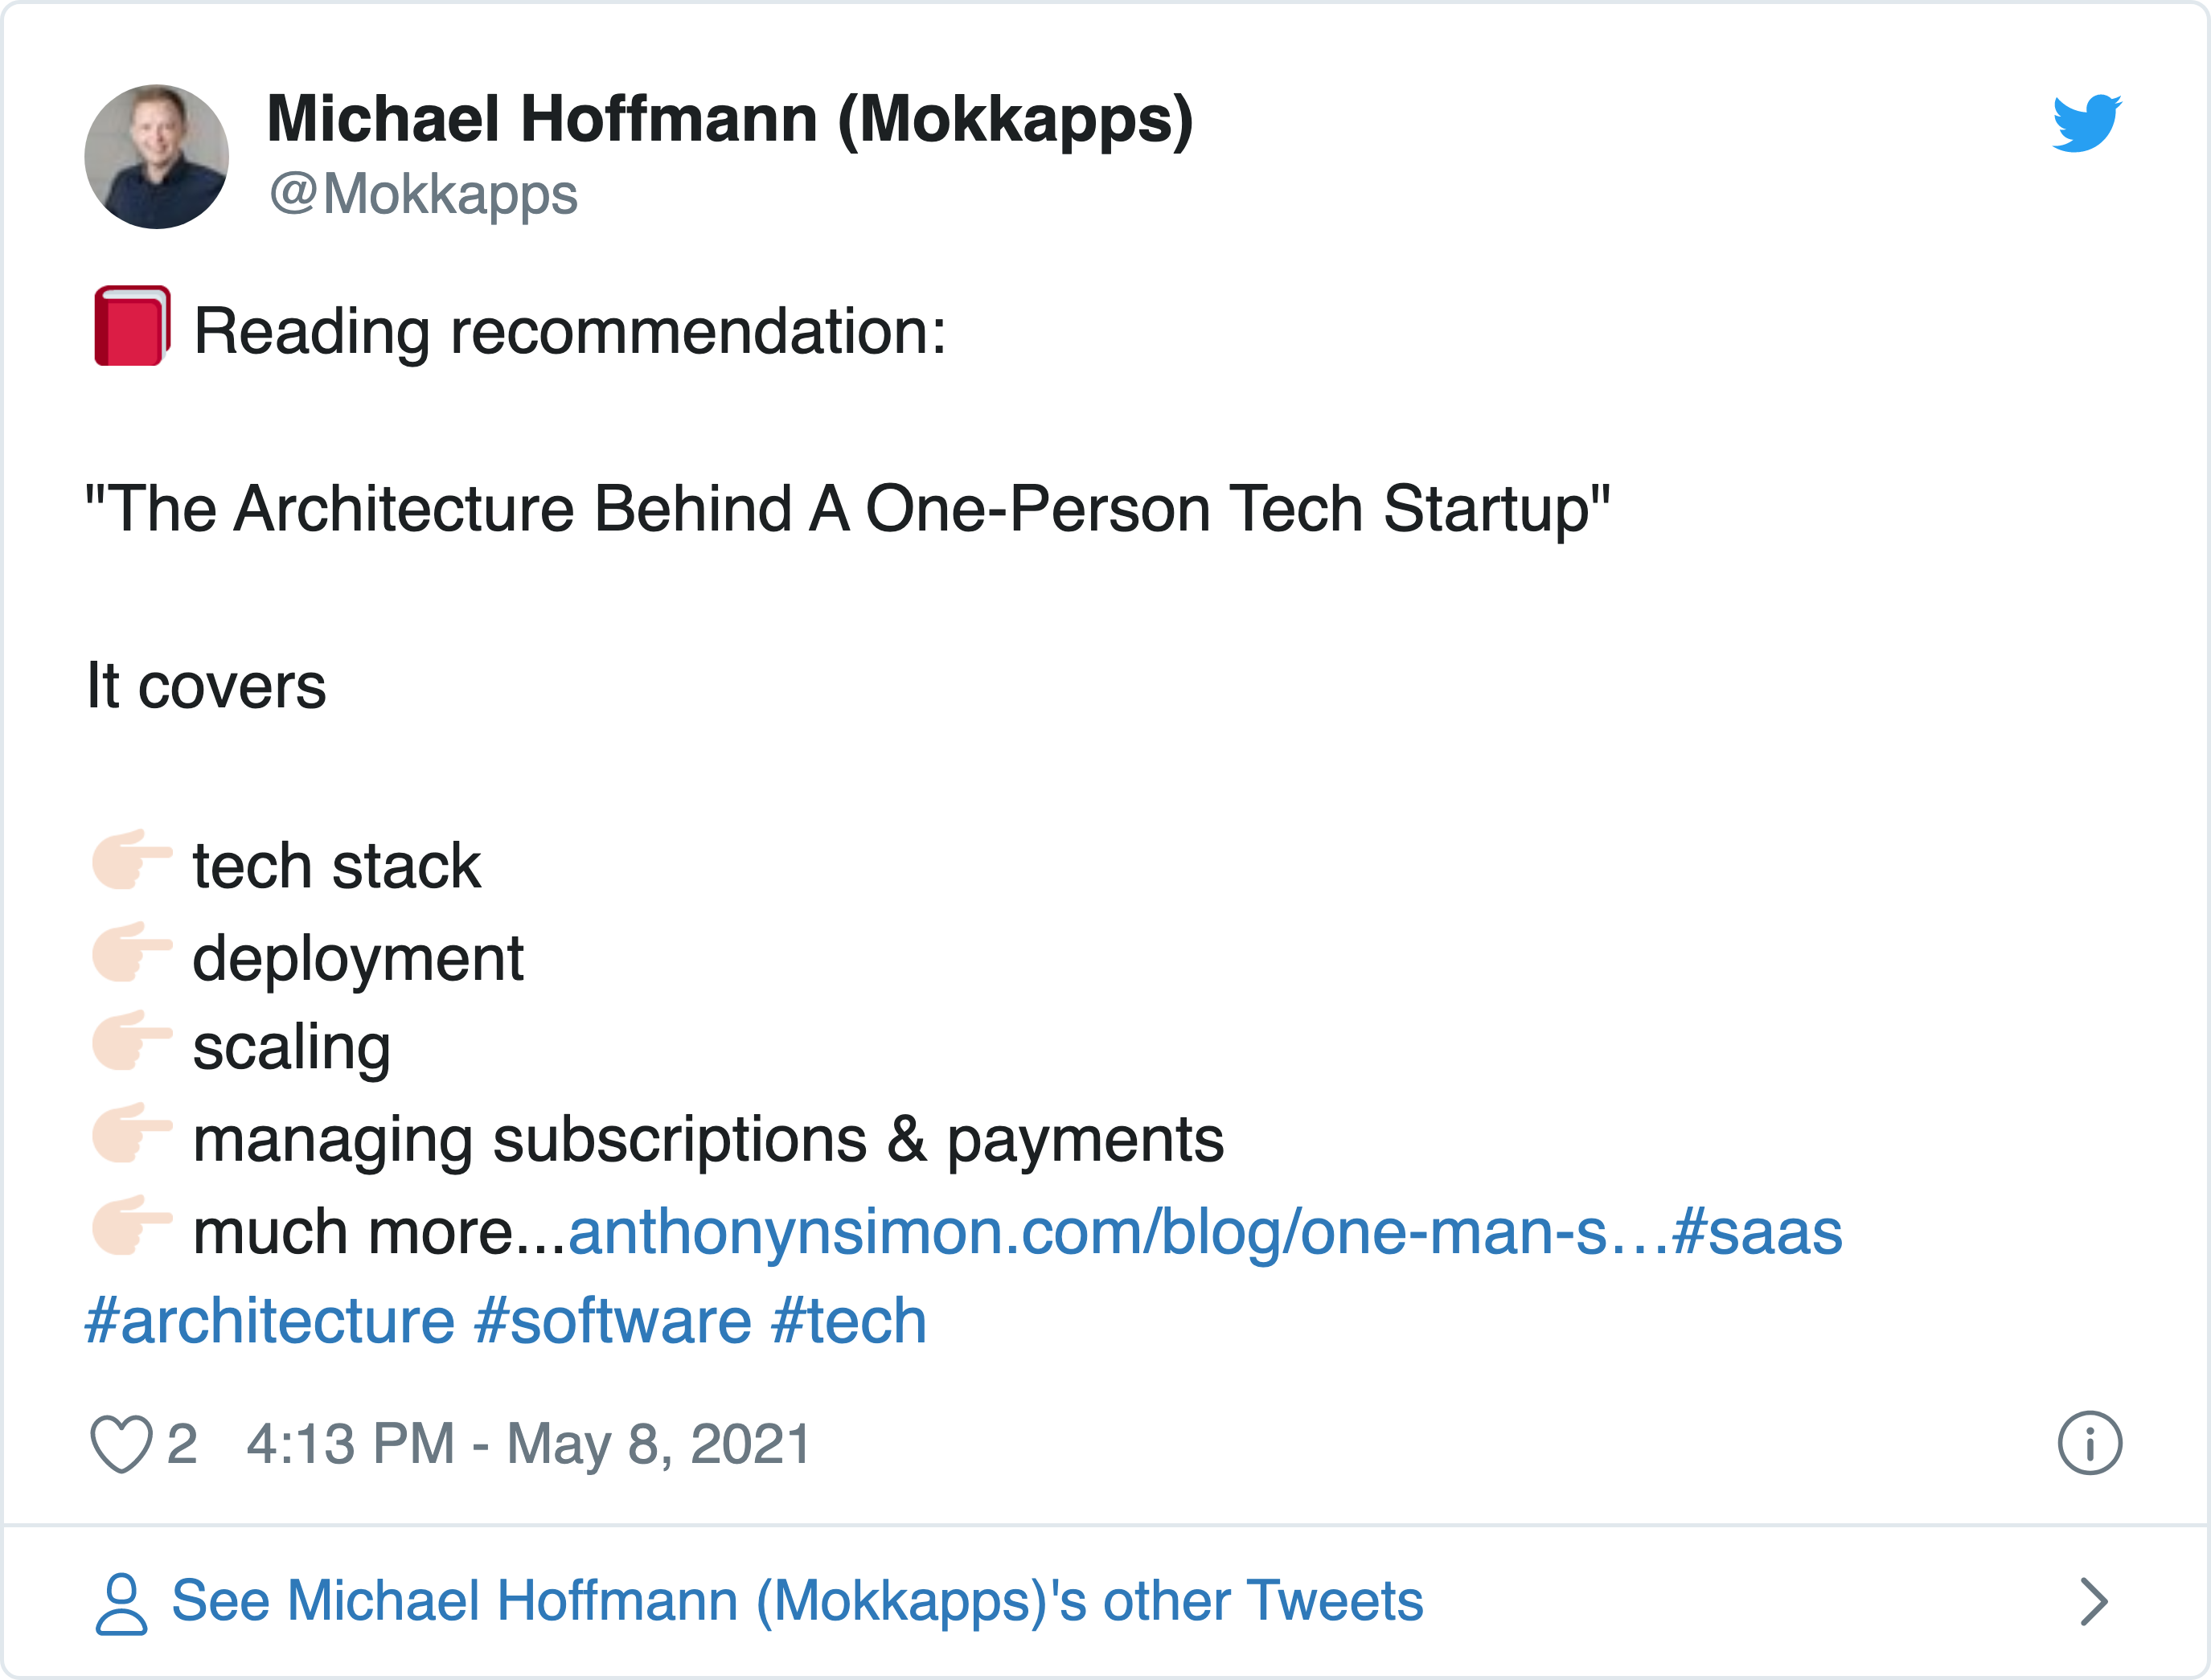 Michael Hoffmann (Mokkapps)
@Mokkapps
📕 Reading recommendation:
"The Architecture Behind A One-Person Tech Startup"
It covers
👉🏻 tech stack
👉🏻 deployment
👉🏻 scaling
👉🏻 managing subscriptions & payments
👉🏻 much more...anthonynsimon.com/blog/one-man-s…#saas
#architecture #software #tech
2 4:13 PM - May 8, 2021
See Michael Hoffmann (Mokkapps)'s other Tweets